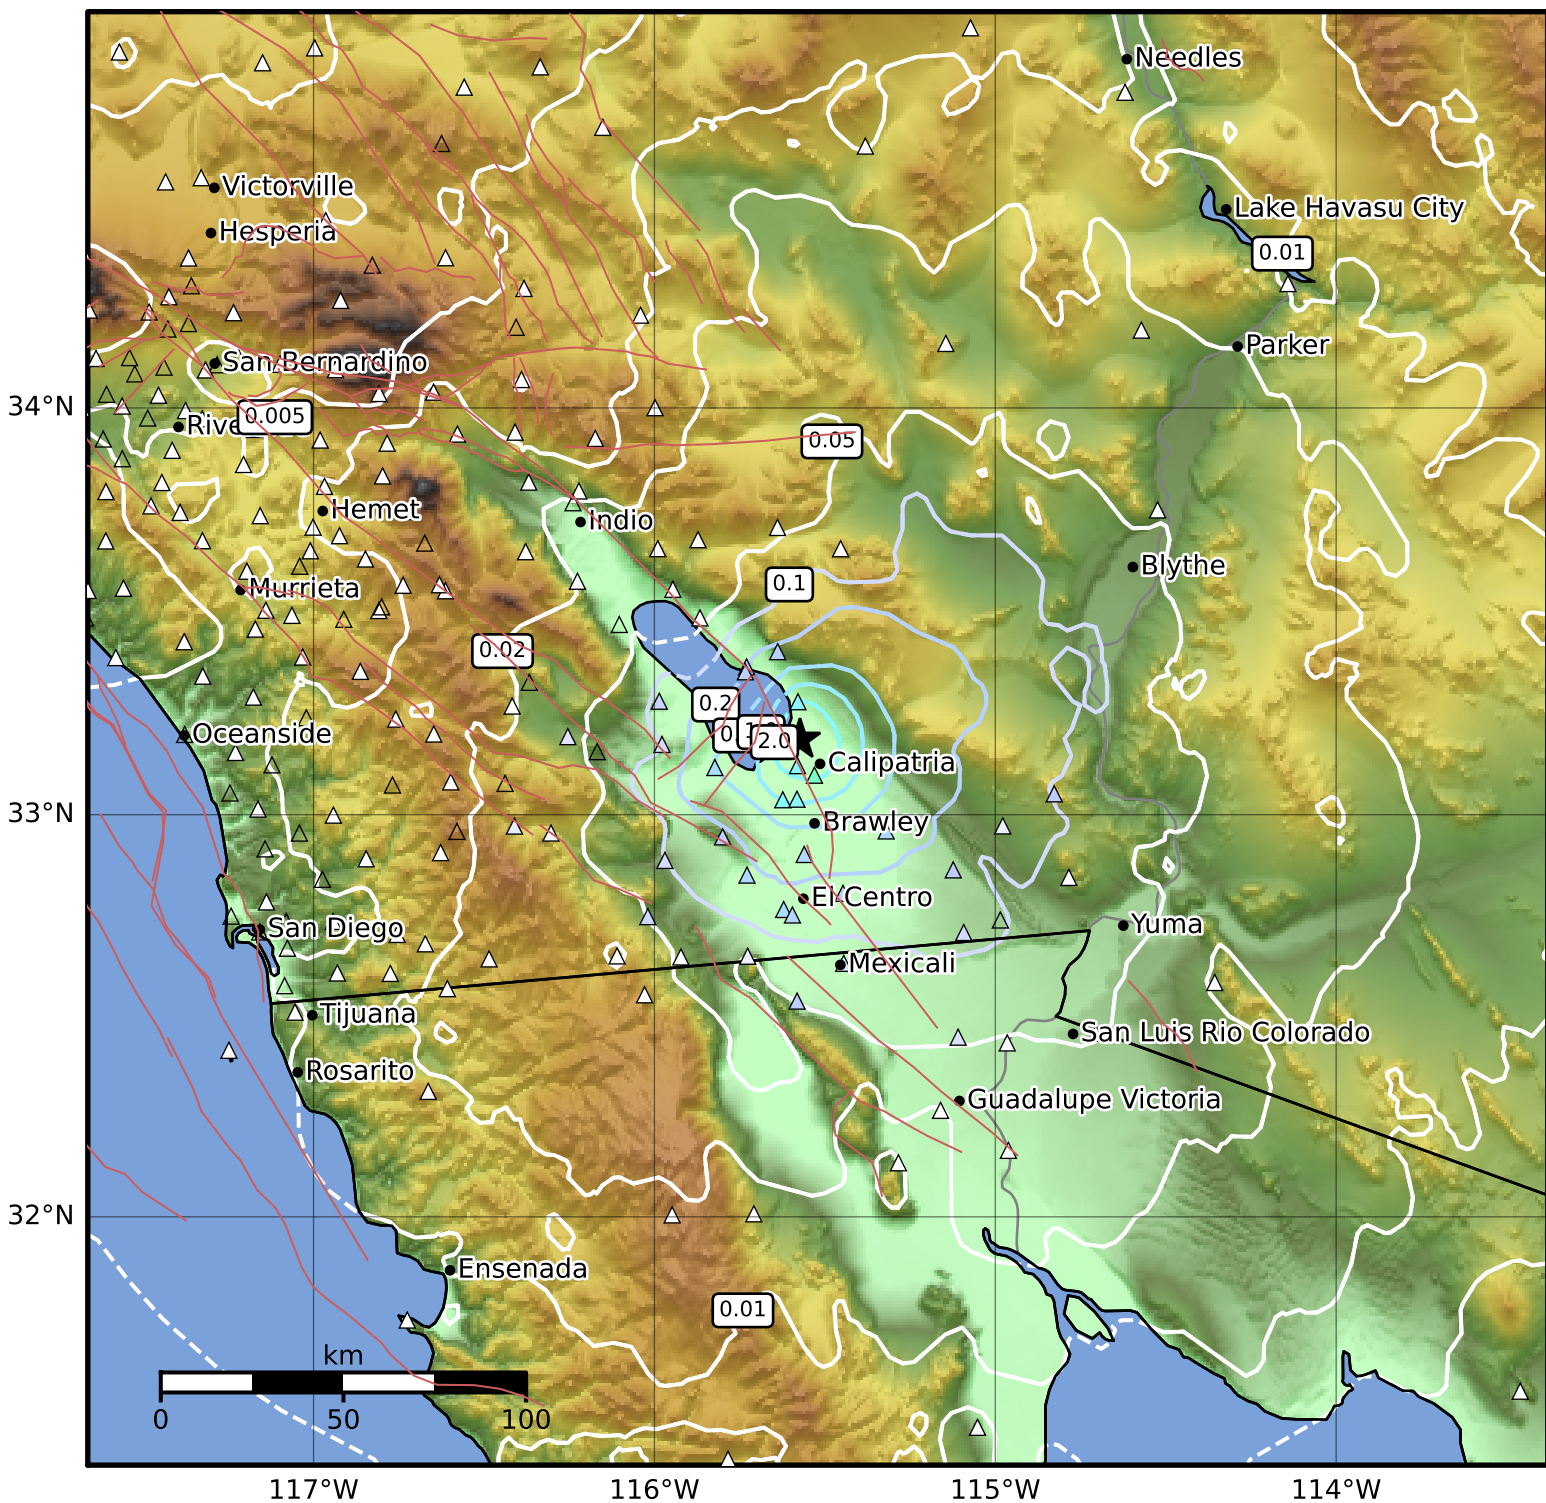 Needles
Victorville
Lake Havasu City
Hesperia
0.01
Parker
San Bernardino
34°N
0.005
0.05
Hemet
Indio
Blythe
0.1
Murrieta
0.02
0.2
Oceanside
2.0
Calipatria
33°N
Brawley
El Centro
San Diego
Yuma
Mexicali
Tijuana
San Luis Rio Colorado
Rosarito
Guadalupe Victoria
32°N
Ensenada
0.01
km
0 50 100
117°W 116°W 115°W 114°W